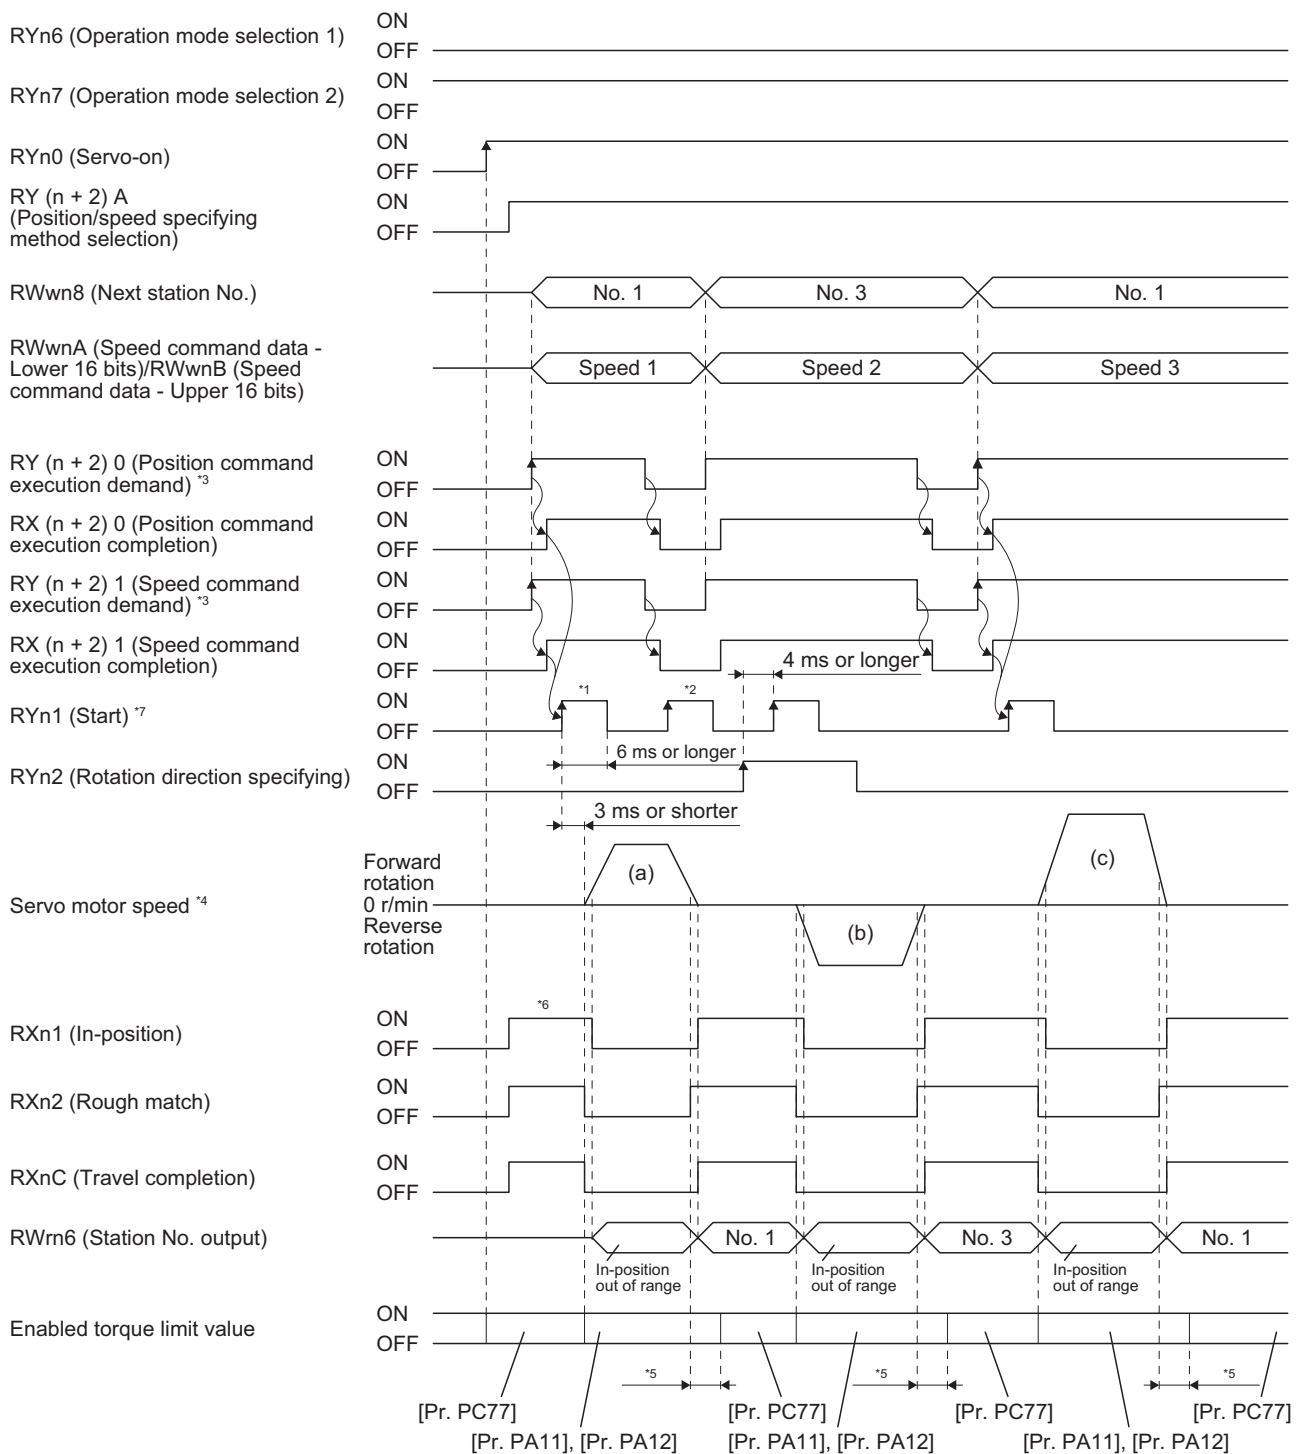 RYn6 (Operation mode selection 1)
ON
OFF
RYn7 (Operation mode selection 2)
ON
OFF
RYn0 (Servo-on)
ON
OFF
RY (n + 2) A
(Position/speed specifying
method selection)
ON
OFF
RWwn8 (Next station No.)
No. 1
No. 3
No. 1
RWwnA (Speed command data -
Lower 16 bits)/RWwnB (Speed
command data - Upper 16 bits)
Speed 1
Speed 2
Speed 3
RY (n + 2) 0 (Position command
execution demand) *3
ON
OFF
RX (n + 2) 0 (Position command
execution completion)
ON
OFF
RY (n + 2) 1 (Speed command
execution demand) *3
ON
OFF
RX (n + 2) 1 (Speed command
execution completion)
ON
OFF
4 ms or longer
RYn1 (Start) *7
ON
OFF
*1
*2
6 ms or longer
RYn2 (Rotation direction specifying)
ON
OFF
3 ms or shorter
Servo motor speed *4
Forward
rotation
0 r/min
Reverse
rotation
(a)
(b)
(c)
RXn1 (In-position)
ON
OFF
*6
RXn2 (Rough match)
ON
OFF
RXnC (Travel completion)
ON
OFF
RWrn6 (Station No. output)
No. 1
No. 3
No. 1
In-position
out of range
In-position
out of range
In-position
out of range
Enabled torque limit value
ON
OFF
*5
*5
*5
[Pr. PC77]
[Pr. PC77]
[Pr. PC77]
[Pr. PC77]
[Pr. PA11], [Pr. PA12]
[Pr. PA11], [Pr. PA12]
[Pr. PA11], [Pr. PA12]